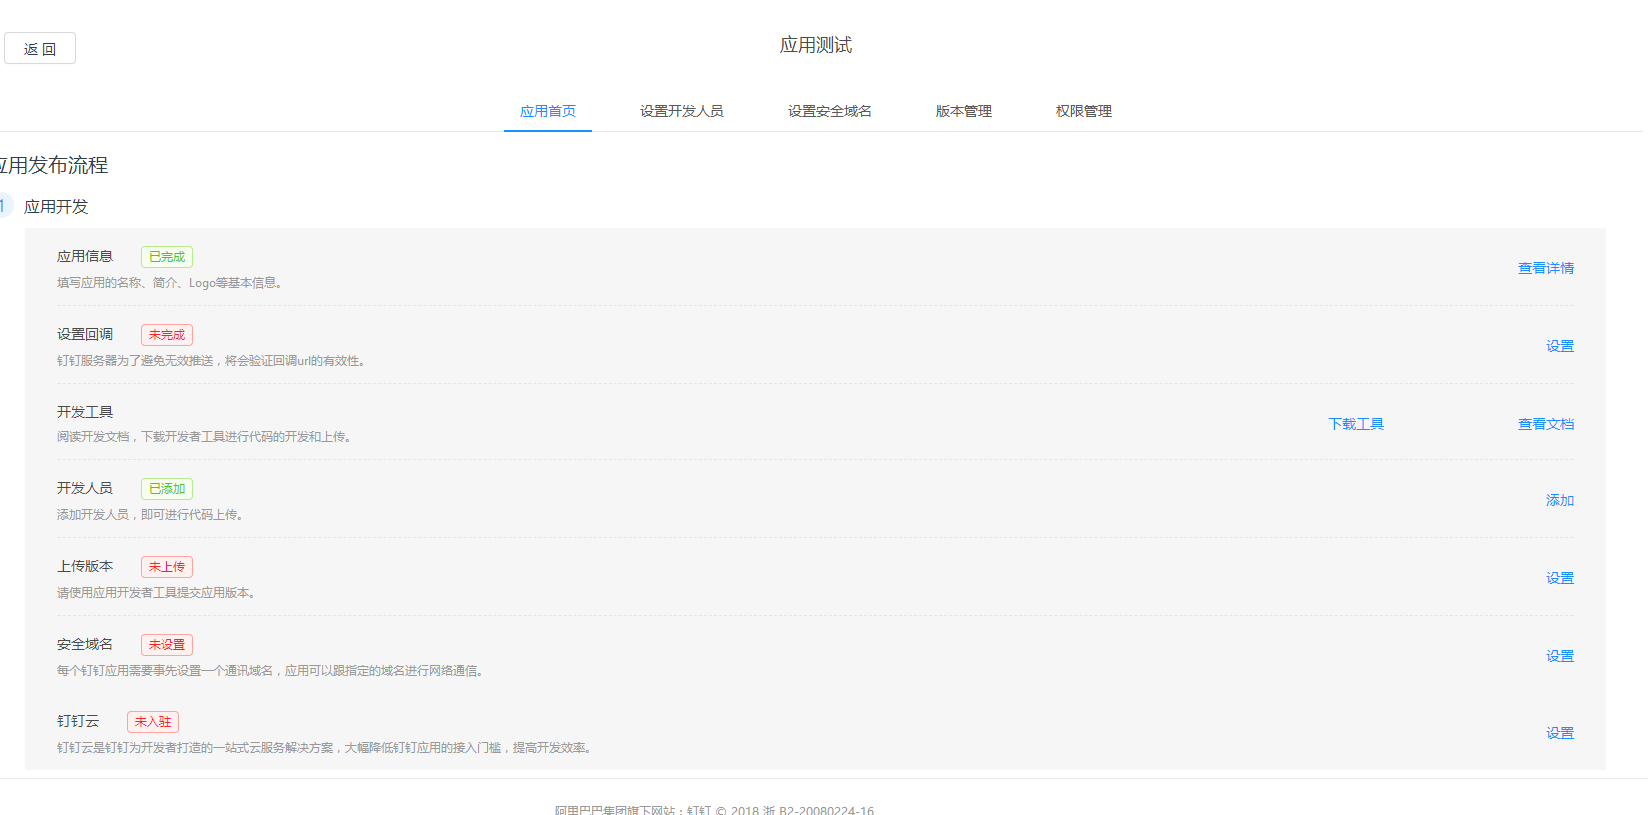 返 回
应用测试
应用首页 设置开发人员 设置安全域名 版本管理 权限管理
应用发布流程
1 应用开发
应用信息 已完成
填写应用的名称、简介、Logo等基本信息。
查看详情
设置回调 未完成
钉钉服务器为了避免无效推送，将会验证回调url的有效性。
设置
开发工具
阅读开发文档，下载开发者工具进行代码的开发和上传。
下载工具 查看文档
开发人员 已添加
添加开发人员，即可进行代码上传。
添加
上传版本 未上传
请使用应用开发者工具提交应用版本。
设置
安全域名 未设置
每个钉钉应用需要事先设置一个通讯域名，应用可以跟指定的域名进行网络通信。
设置
钉钉云 未入驻
钉钉云是钉钉为开发者打造的一站式云服务解决方案，大幅降低钉钉应用的接入门槛，提高开发效率。
设置
阿里巴巴集团旗下网站：钉钉 © 2018 浙 B2-20080224-16